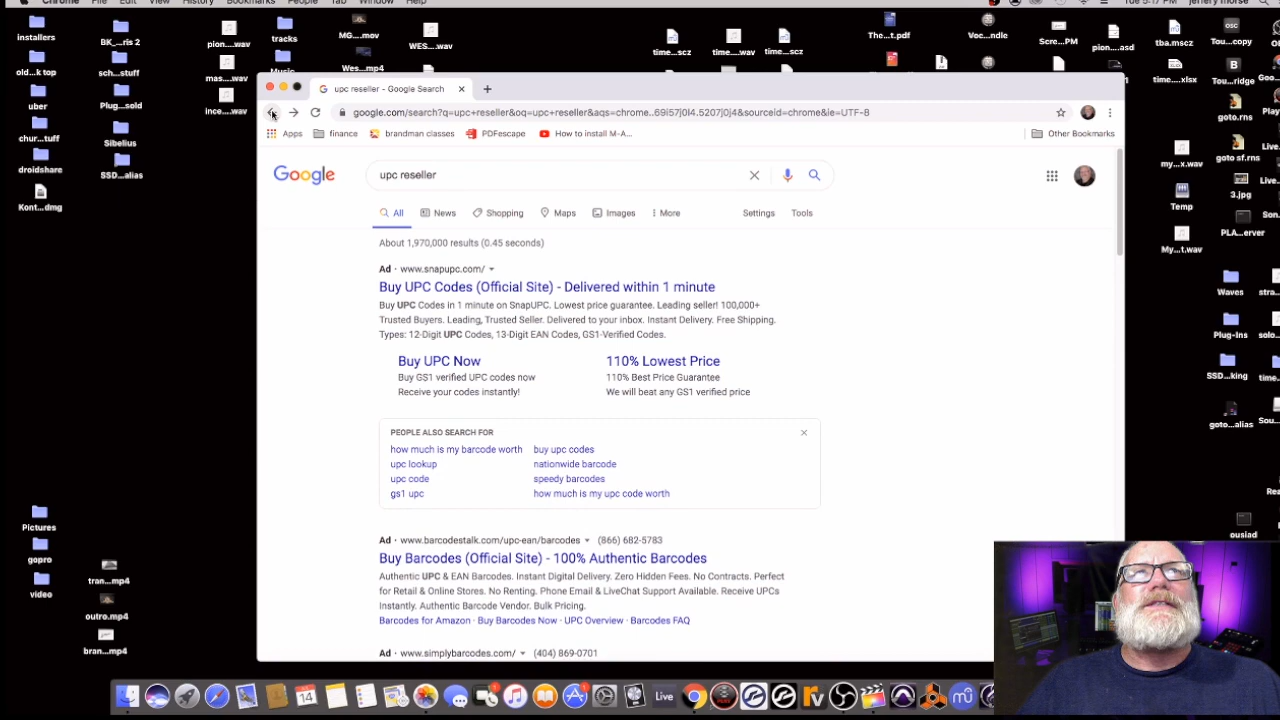 Chrome File Edit View History Bookmarks People Tab Window Help
Tue 5:17 PM jeffery morse
installers
old...k top
uber
chur...tuff
droidshare
Kont...dmg
BK_...ris 2
sch...stuff
Plug...sold
Sibelius
SSD...alias
pion....wav
mas....wav
ince....wav
tracks
Music
MG....mov
Wes...mp4
WES....wav
time...scz
time...wav
time...scz
The...t.pdf
Voc...ndle
Scre...PM
pion....asd
tba.mscz
time....xlsx
Tou...copy
Tou...ridge
goto.rns
goto sf.rns
my...x.wav
Temp
My...t.wav
3.jpg
PLA...erver
Waves
Plug-Ins
SSD...king
goto...alias
upc reseller - Google Search
google.com/search?q=upc+reseller&oq=upc+reseller&aqs=chrome..69i57j0l4.5207j0j4&sourceid=chrome&ie=UTF-8
Apps finance brandman classes PDFescape How to install M-A... Other Bookmarks
Google
upc reseller
All News Shopping Maps Images More Settings Tools
About 1,970,000 results (0.45 seconds)
Ad · www.snapupc.com/
Buy UPC Codes (Official Site) - Delivered within 1 minute
Buy UPC Codes in 1 minute on SnapUPC. Lowest price guarantee. Leading seller! 100,000+
Trusted Buyers. Leading, Trusted Seller. Delivered to your inbox. Instant Delivery. Free Shipping.
Types: 12-Digit UPC Codes, 13-Digit EAN Codes, GS1-Verified Codes.
Buy UPC Now 110% Lowest Price
Buy GS1 verified UPC codes now 110% Best Price Guarantee
Receive your codes instantly! We will beat any GS1 verified price
PEOPLE ALSO SEARCH FOR
how much is my barcode worth buy upc codes
upc lookup nationwide barcode
upc code speedy barcodes
gs1 upc how much is my upc code worth
Ad · www.barcodestalk.com/upc-ean/barcodes (866) 682-5783
Buy Barcodes (Official Site) - 100% Authentic Barcodes
Authentic UPC & EAN Barcodes. Instant Digital Delivery. Zero Hidden Fees. No Contracts. Perfect
for Retail & Online Stores. No Renting. Phone Email & LiveChat Support Available. Receive UPCs
Instantly. Authentic Barcode Vendor. Bulk Pricing.
Barcodes for Amazon · Buy Barcodes Now · UPC Overview · Barcodes FAQ
Ad · www.simplybarcodes.com/ (404) 869-0701
Pictures
gopro
video
tran...mp4
outro.mp4
bran...mp4
ousiad
14
Live